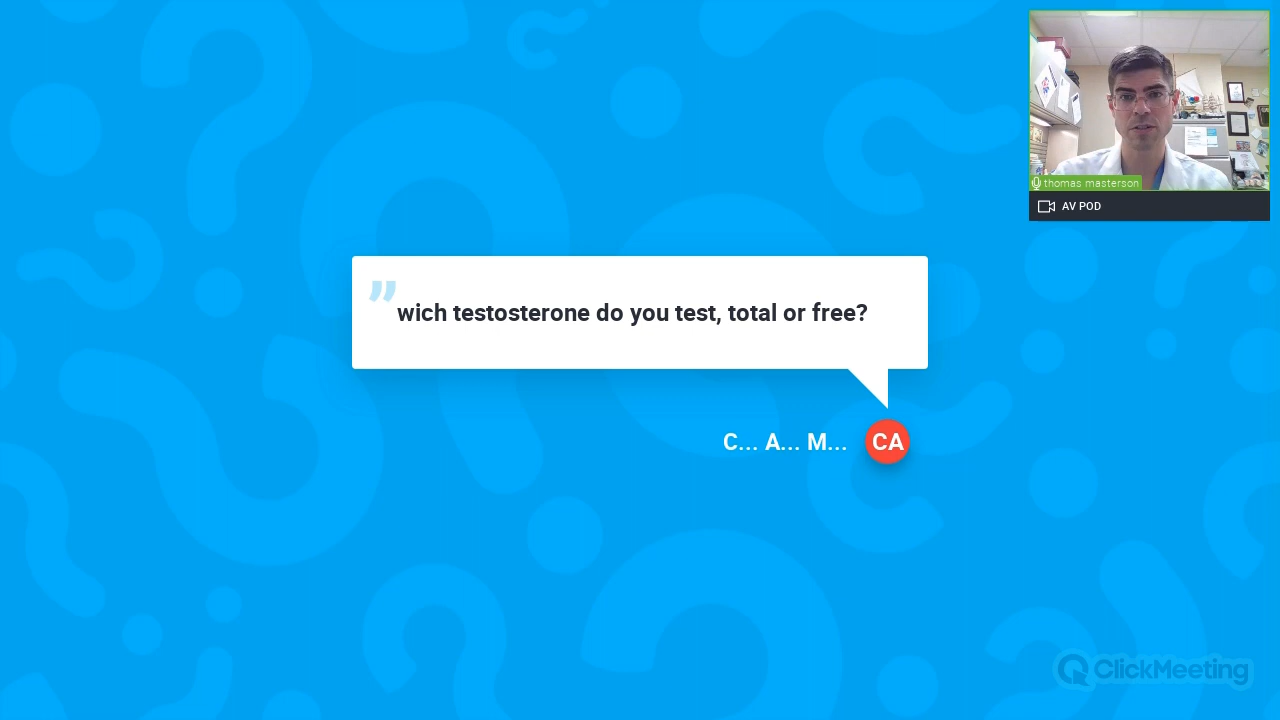 thomas masterson
AV POD
" wich testosterone do you test, total or free?
C... A... M... CA
ClickMeeting